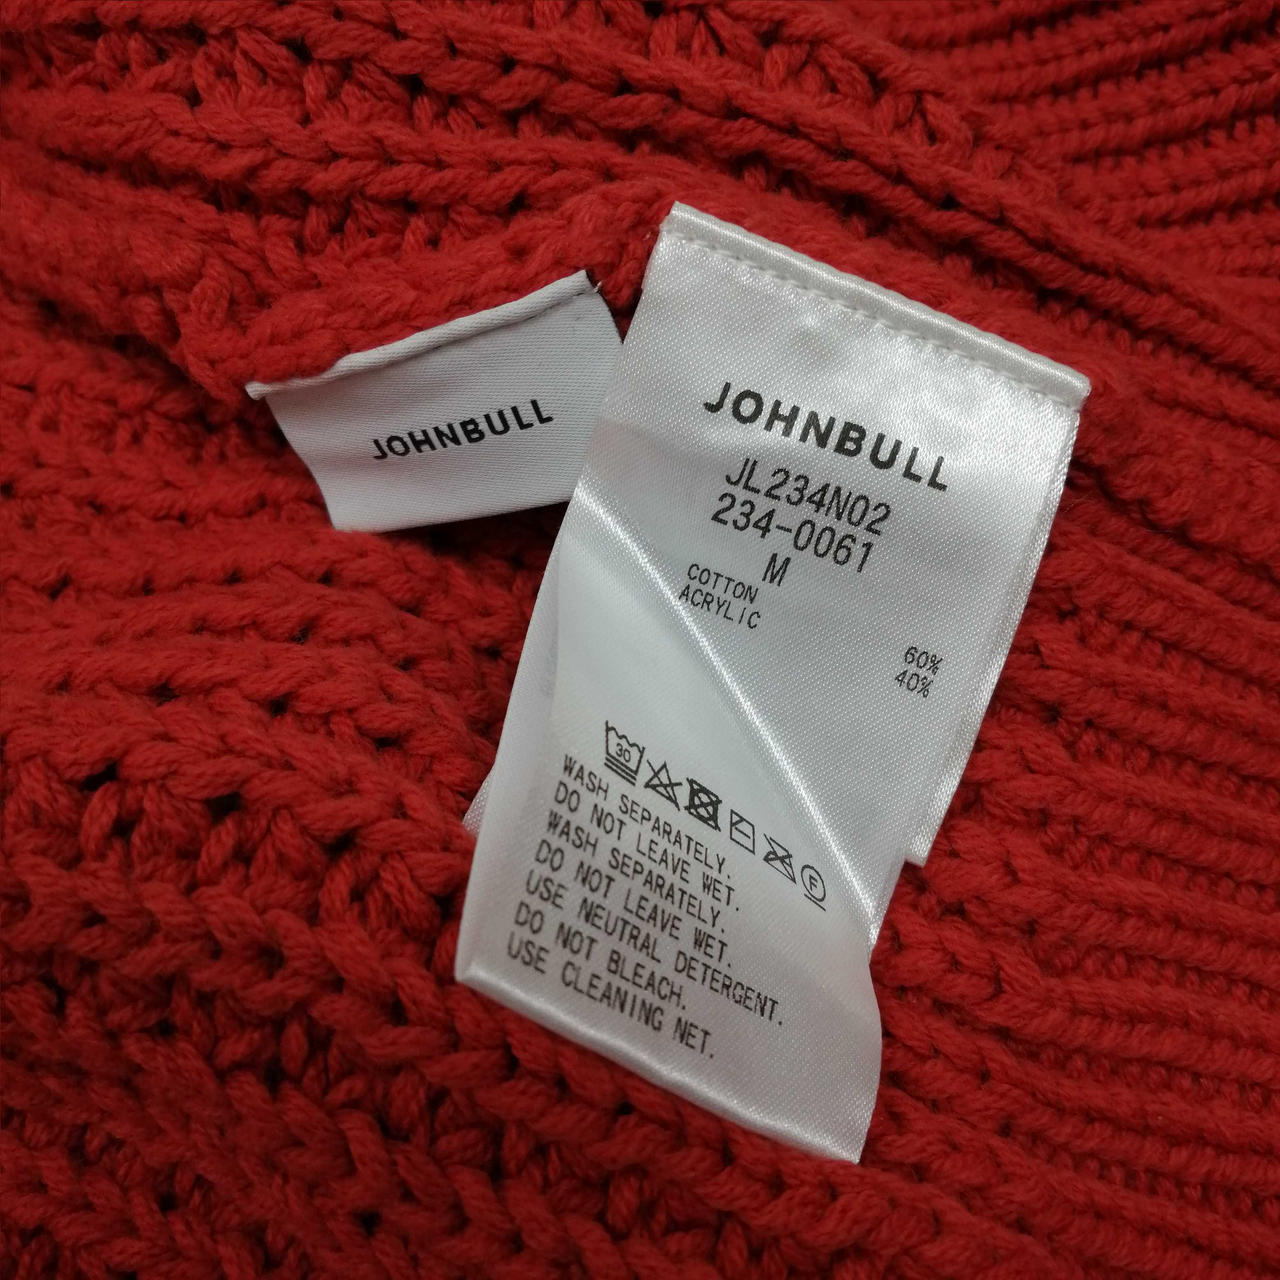 JOHNBULL
JOHNBULL
JL234N02
234-0061
M
COTTON 60%
ACRYLIC 40%
30
F
WASH SEPARATELY.
DO NOT LEAVE WET.
WASH SEPARATELY.
DO NOT LEAVE WET.
USE NEUTRAL DETERGENT.
DO NOT BLEACH.
USE CLEANING NET.